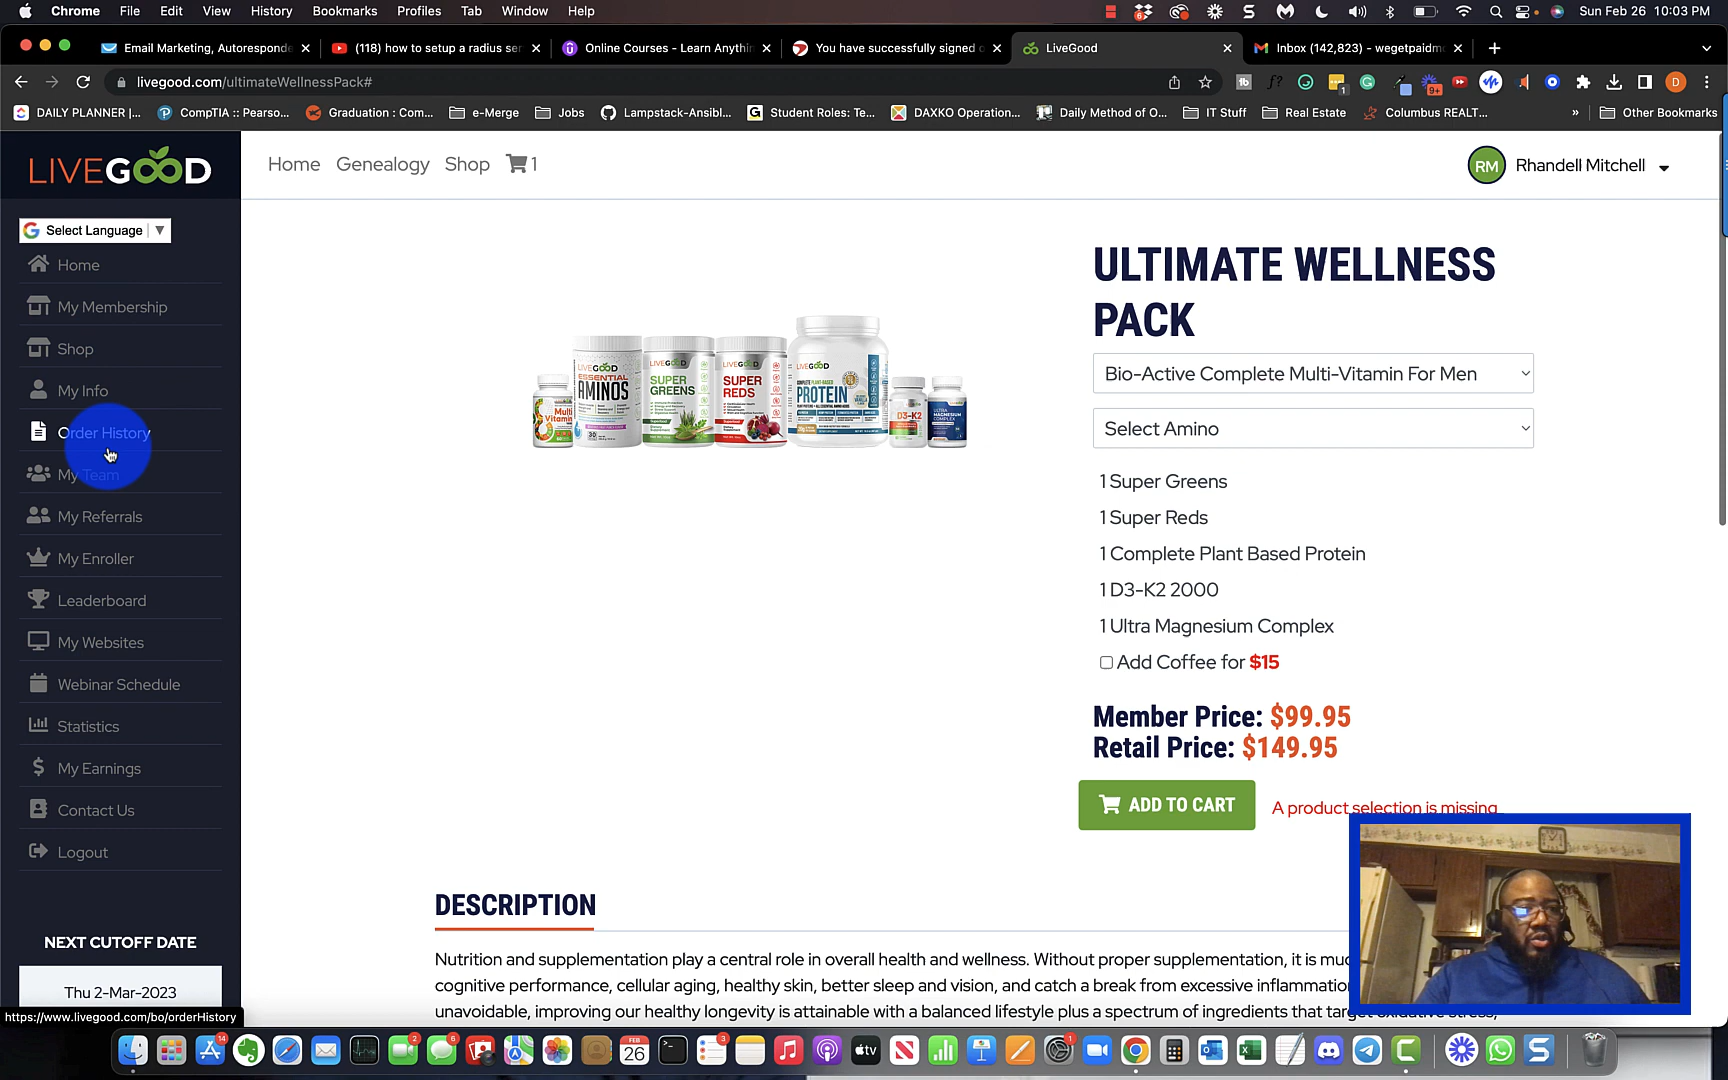 Chrome File Edit View History Bookmarks Profiles Tab Window Help
Sun Feb 26 10:03 PM
Email Marketing, Autoresponde
(118) how to setup a radius ser
Online Courses - Learn Anythin
You have successfully signed o
LiveGood
Inbox (142,823) - wegetpaidm
livegood.com/ultimateWellnessPack#
DAILY PLANNER |...
CompTIA :: Pearso...
Graduation : Com...
e-Merge
Jobs
Lampstack-Ansibl...
Student Roles: Te...
DAXKO Operation...
Daily Method of O...
IT Stuff
Real Estate
Columbus REALT...
»
Other Bookmarks
LIVEGOOD
Home Genealogy Shop 1
RM Rhandell Mitchell
Select Language ▼
Home
My Membership
Shop
My Info
Order History
My Team
My Referrals
My Enroller
Leaderboard
My Websites
Webinar Schedule
Statistics
My Earnings
Contact Us
Logout
NEXT CUTOFF DATE
Thu 2-Mar-2023
https://www.livegood.com/bo/orderHistory
LIVEGOOD
ESSENTIAL
AMINOS
LIVEGOOD
SUPER
GREENS
LIVEGOOD
SUPER
REDS
LIVEGOOD
PROTEIN
D3-K2
ULTIMATE WELLNESS
PACK
Bio-Active Complete Multi-Vitamin For Men
Select Amino
1 Super Greens
1 Super Reds
1 Complete Plant Based Protein
1 D3-K2 2000
1 Ultra Magnesium Complex
Add Coffee for $15
Member Price: $99.95
Retail Price: $149.95
ADD TO CART
A product selection is missing
DESCRIPTION
Nutrition and supplementation play a central role in overall health and wellness. Without proper supplementation, it is muc
cognitive performance, cellular aging, healthy skin, better sleep and vision, and catch a break from excessive inflammation
unavoidable, improving our healthy longevity is attainable with a balanced lifestyle plus a spectrum of ingredients that target oxidative stress,